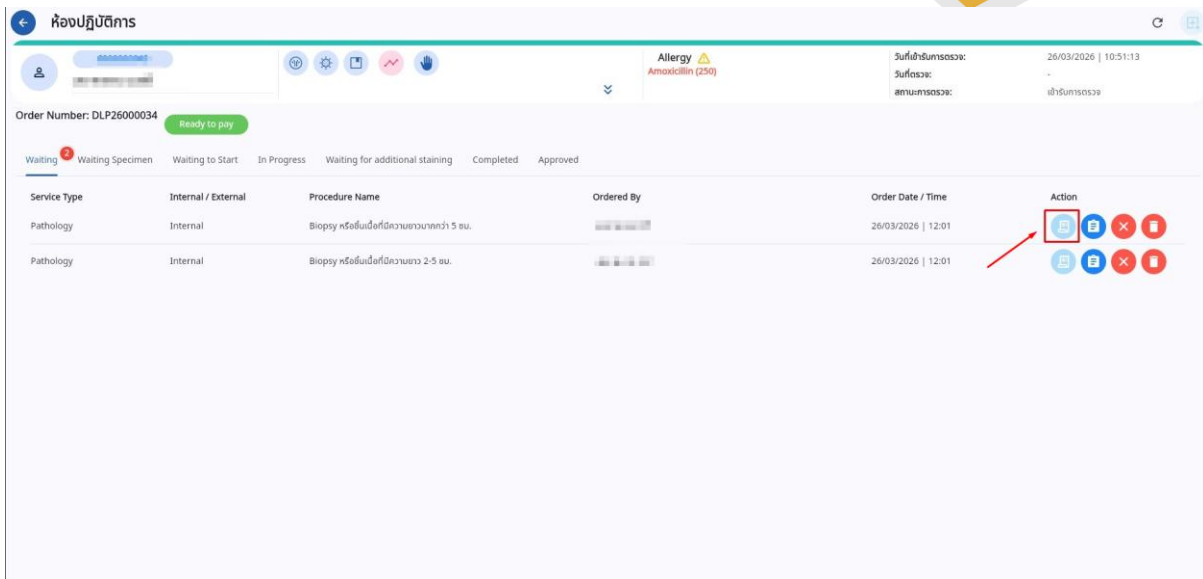 ห้องปฏิบัติการ
Allergy
Amoxicillin (250)
วันที่เข้ารับการตรวจ: 26/03/2026 | 10:51:13
วันที่ตรวจ: -
สถานะการตรวจ: เข้ารับการตรวจ
Order Number: DLP26000034 Ready to pay
Waiting 2 Waiting Specimen Waiting to Start In Progress Waiting for additional staining Completed Approved
Service Type Internal / External Procedure Name Ordered By Order Date / Time Action
Pathology Internal Biopsy หรือชิ้นเนื้อที่มีความยาวมากกว่า 5 ซม. 26/03/2026 | 12:01
Pathology Internal Biopsy หรือชิ้นเนื้อที่มีความยาว 2-5 ซม. 26/03/2026 | 12:01